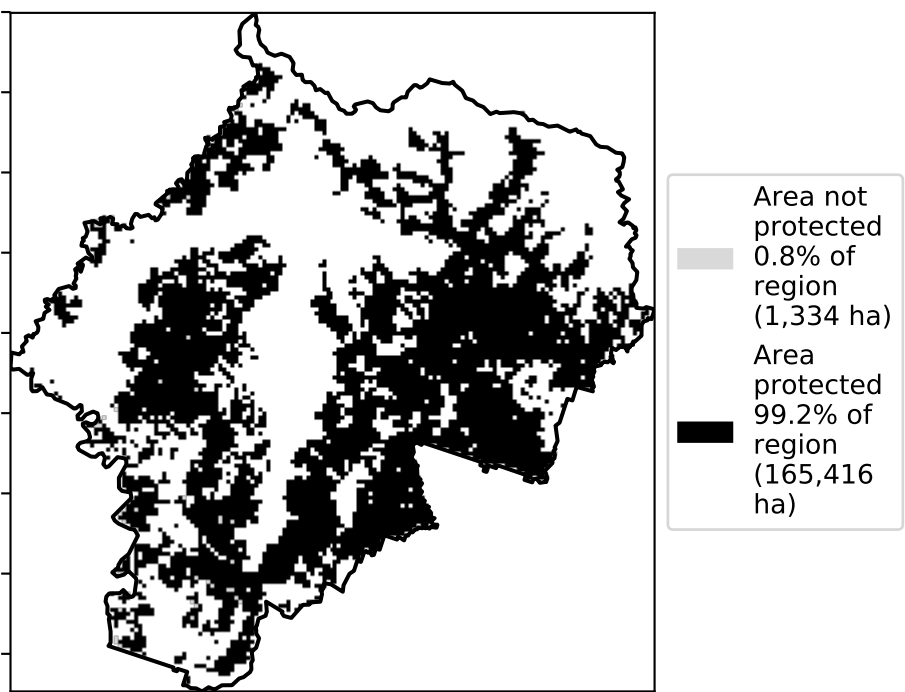 Area not
protected
0.8% of
region
(1,334 ha)
Area
protected
99.2% of
region
(165,416
ha)